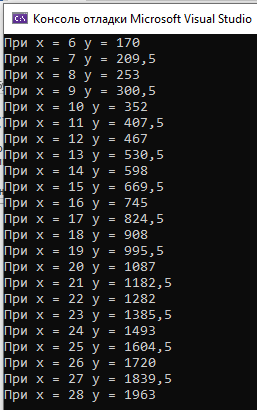 Консоль отладки Microsoft Visual Studio
При x = 6 y = 170
При x = 7 y = 209,5
При x = 8 y = 253
При x = 9 y = 300,5
При x = 10 y = 352
При x = 11 y = 407,5
При x = 12 y = 467
При x = 13 y = 530,5
При x = 14 y = 598
При x = 15 y = 669,5
При x = 16 y = 745
При x = 17 y = 824,5
При x = 18 y = 908
При x = 19 y = 995,5
При x = 20 y = 1087
При x = 21 y = 1182,5
При x = 22 y = 1282
При x = 23 y = 1385,5
При x = 24 y = 1493
При x = 25 y = 1604,5
При x = 26 y = 1720
При x = 27 y = 1839,5
При x = 28 y = 1963